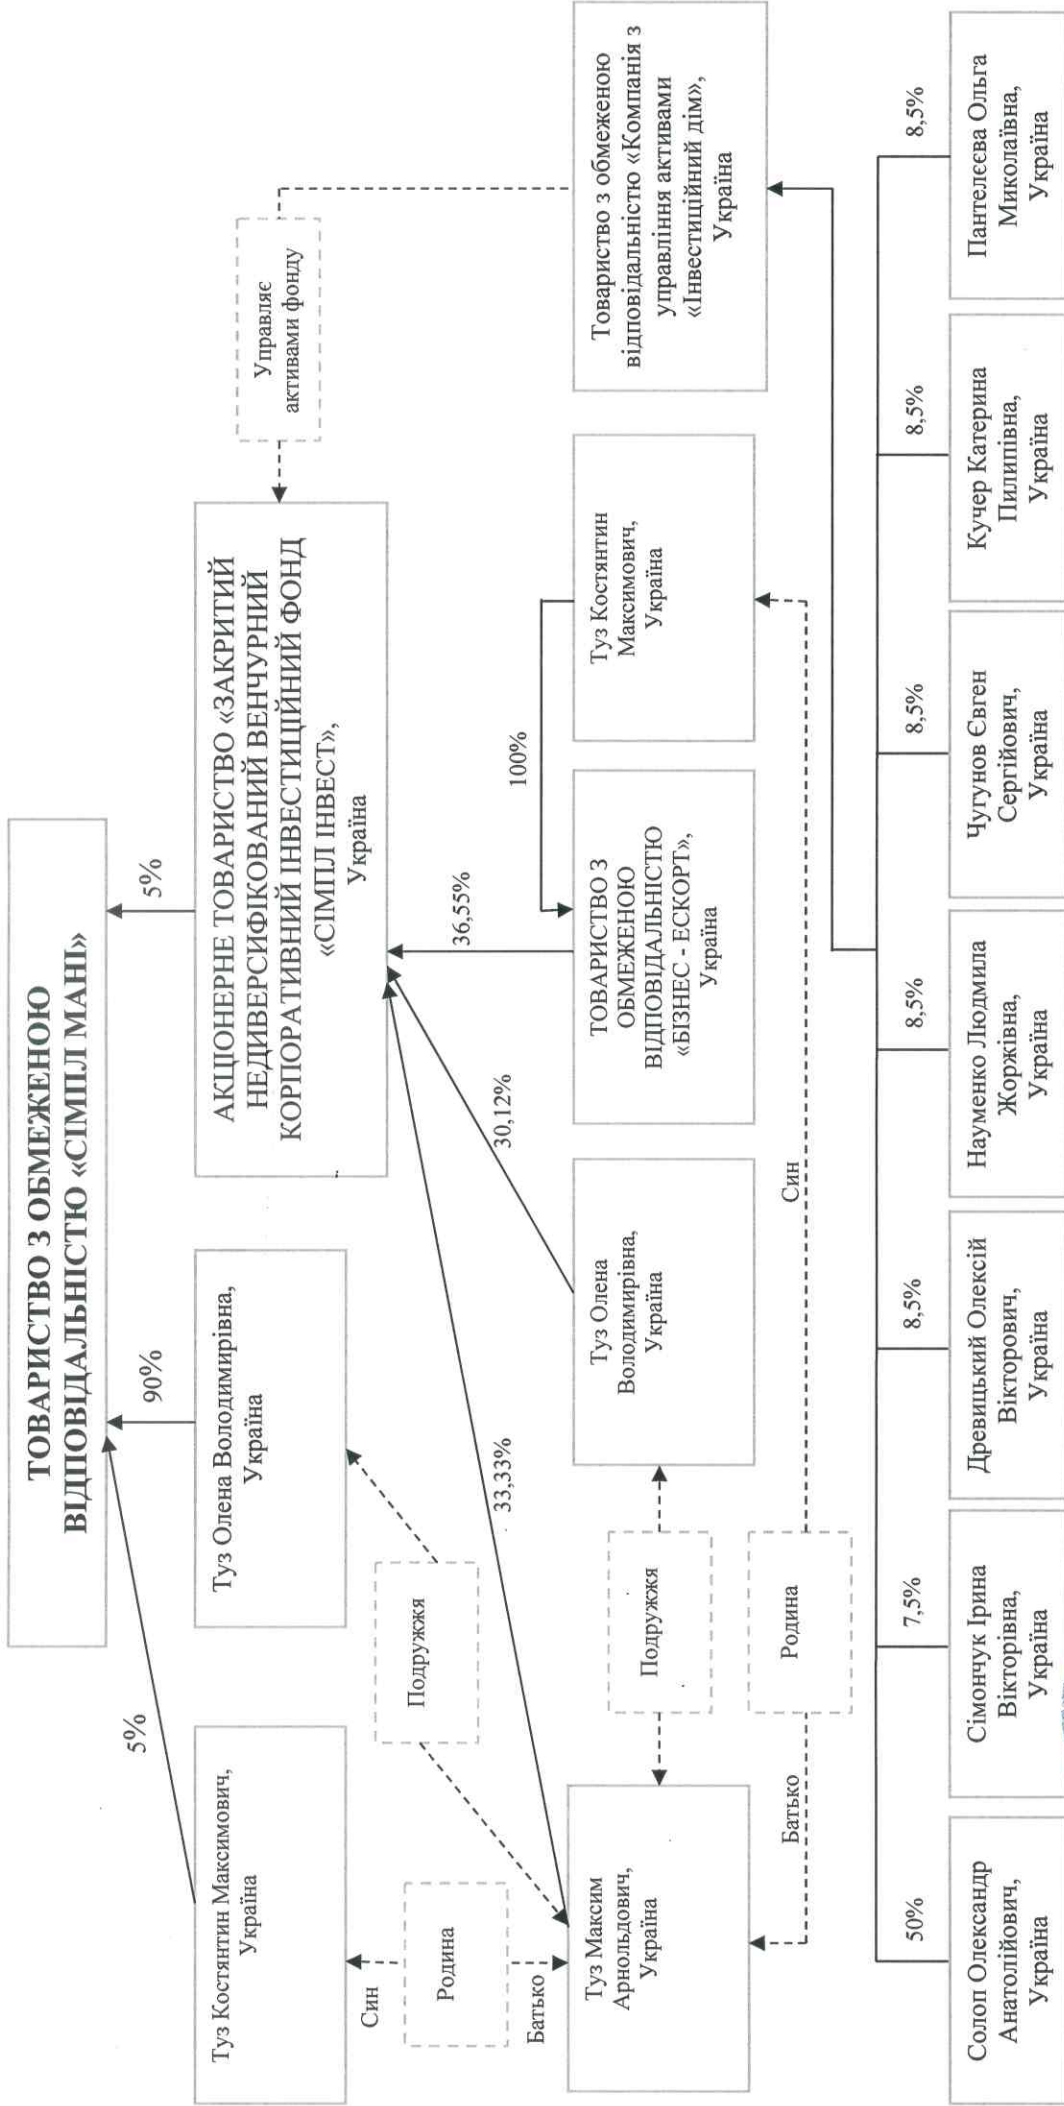 ТОВАРИСТВО З ОБМЕЖЕНОЮ
ВІДПОВІДАЛЬНІСТЮ «СІМПЛ МАНІ»
5%
90%
5%
Туз Костянтин Максимович,
Україна
Туз Олена Володимирівна,
Україна
АКЦІОНЕРНЕ ТОВАРИСТВО «ЗАКРИТИЙ
НЕДИВЕРСИФІКОВАНИЙ ВЕНЧУРНИЙ
КОРПОРАТИВНИЙ ІНВЕСТИЦІЙНИЙ ФОНД
«СІМПЛ ІНВЕСТ»,
Україна
Управляє
активами фонду
Син
Родина
Батько
Подружжя
33,33%
30,12%
36,55%
100%
Туз Максим
Арнольдович,
Україна
Подружжя
Туз Олена
Володимирівна,
Україна
ТОВАРИСТВО З
ОБМЕЖЕНОЮ
ВІДПОВІДАЛЬНІСТЮ
«БІЗНЕС - ЕСКОРТ»,
Україна
Туз Костянтин
Максимович,
Україна
Товариство з обмеженою
відповідальністю «Компанія з
управління активами
«Інвестиційний дім»,
Україна
Батько
Родина
Син
50%
7,5%
8,5%
8,5%
8,5%
8,5%
8,5%
Солоп Олександр
Анатолійович,
Україна
Сімончук Ірина
Вікторівна,
Україна
Древицький Олексій
Вікторович,
Україна
Науменко Людмила
Жоржівна,
Україна
Чугунов Євген
Сергійович,
Україна
Кучер Катерина
Пилипівна,
Україна
Пантелєєва Ольга
Миколаївна,
Україна